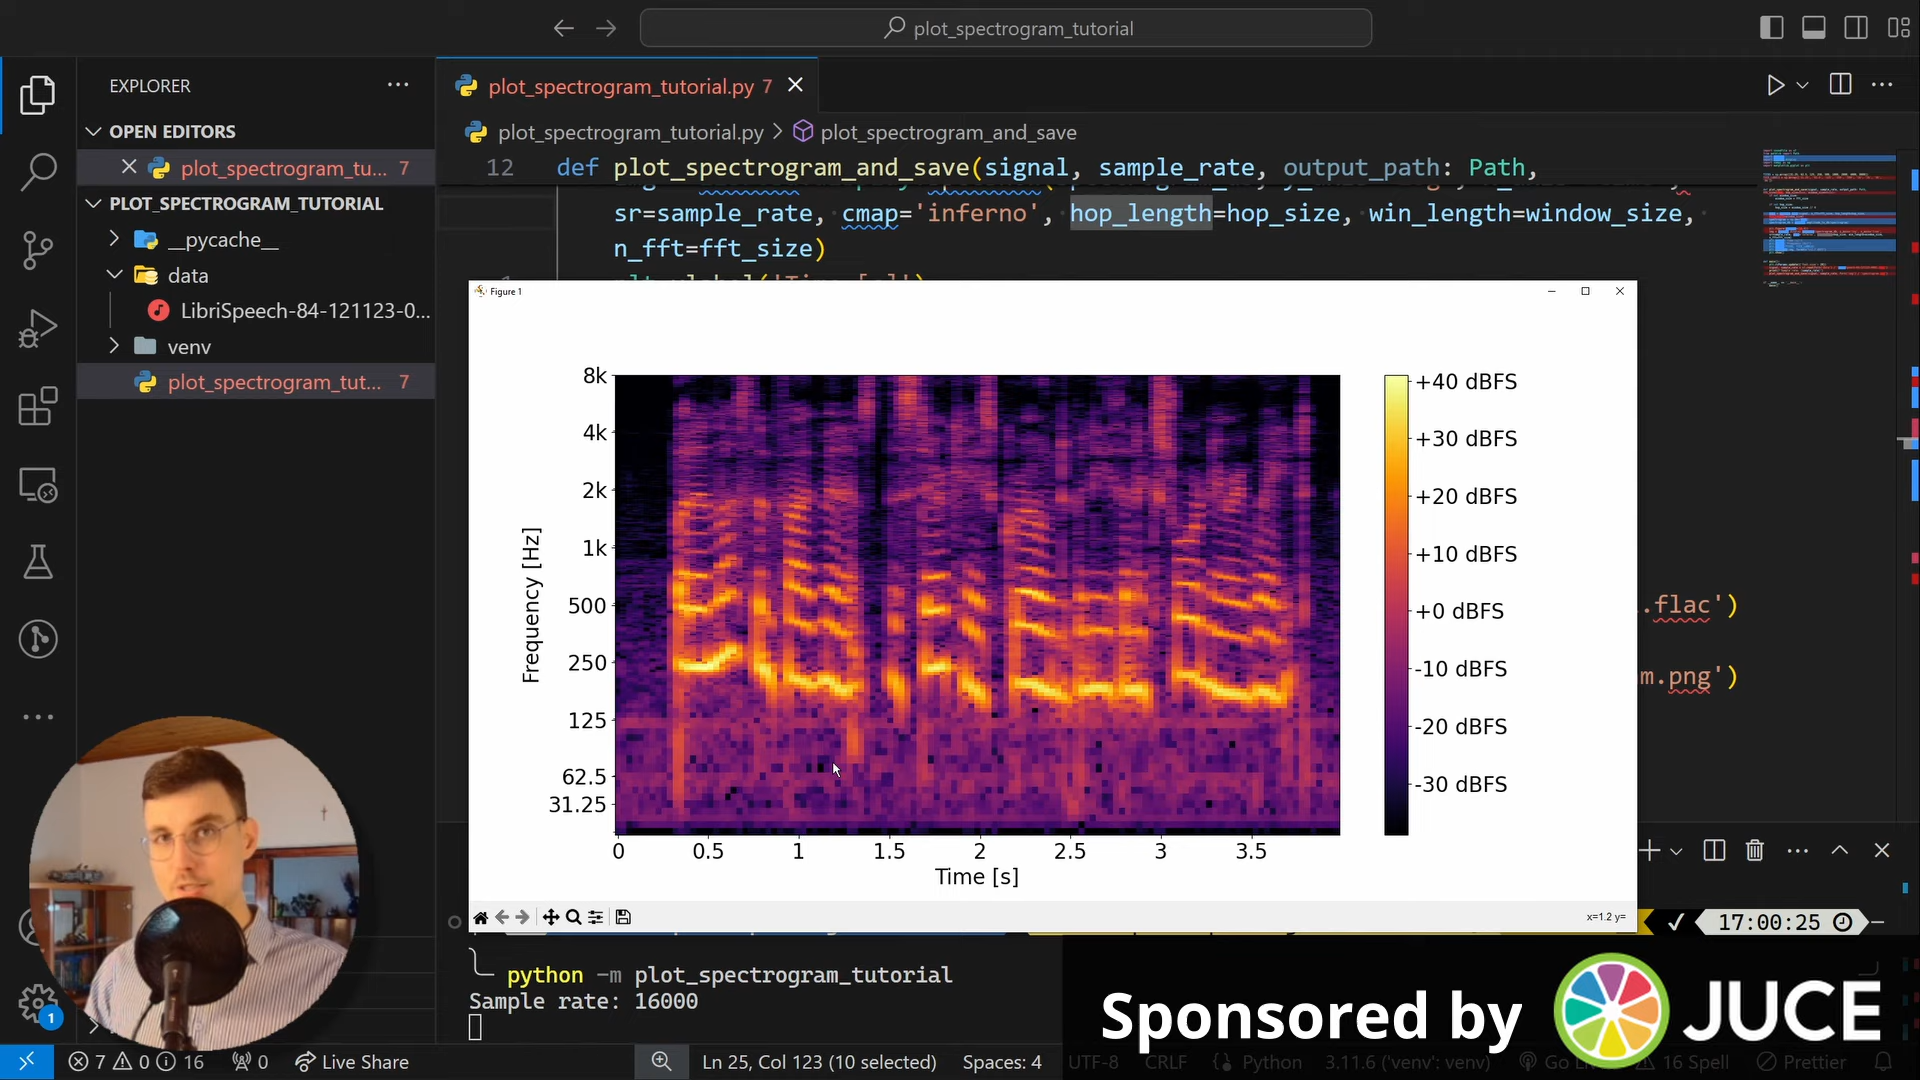 plot_spectrogram_tutorial
EXPLORER
OPEN EDITORS
plot_spectrogram_tu... 7
PLOT_SPECTROGRAM_TUTORIAL
__pycache__
data
LibriSpeech-84-121123-0...
venv
plot_spectrogram_tut... 7
plot_spectrogram_tutorial.py 7
plot_spectrogram_tutorial.py > plot_spectrogram_and_save
12 def plot_spectrogram_and_save(signal, sample_rate, output_path: Path,
sr=sample_rate, cmap='inferno', hop_length=hop_size, win_length=window_size,
n_fft=fft_size)
.flac')
m.png')
Figure 1
8k
4k
2k
1k
500
250
125
62.5
31.25
Frequency [Hz]
0 0.5 1 1.5 2 2.5 3 3.5
Time [s]
+40 dBFS
+30 dBFS
+20 dBFS
+10 dBFS
+0 dBFS
-10 dBFS
-20 dBFS
-30 dBFS
x=1.2 y=
17:00:25
python -m plot_spectrogram_tutorial
Sample rate: 16000
Sponsored by JUCE
1
7 0 16 0 Live Share Ln 25, Col 123 (10 selected) Spaces: 4 UTF-8 CRLF Python 3.11.6 ('venv': venv) 16 Spell Prettier